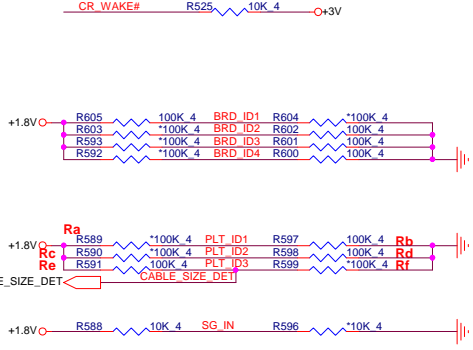 CR_WAKE# R525 10K_4 +3V
+1.8V R605 100K_4 BRD_ID1 R604 *100K_4
R603 *100K_4 BRD_ID2 R602 100K_4
R593 *100K_4 BRD_ID3 R601 100K_4
R592 *100K_4 BRD_ID4 R600 100K_4
Ra
+1.8V R589 *100K_4 PLT_ID1 R597 100K_4 Rb
Rc R590 *100K_4 PLT_ID2 R598 100K_4 Rd
Re R591 100K_4 PLT_ID3 R599 *100K_4 Rf
E_SIZE_DET CABLE_SIZE_DET
+1.8V R588 10K_4 SG_IN R596 *10K_4